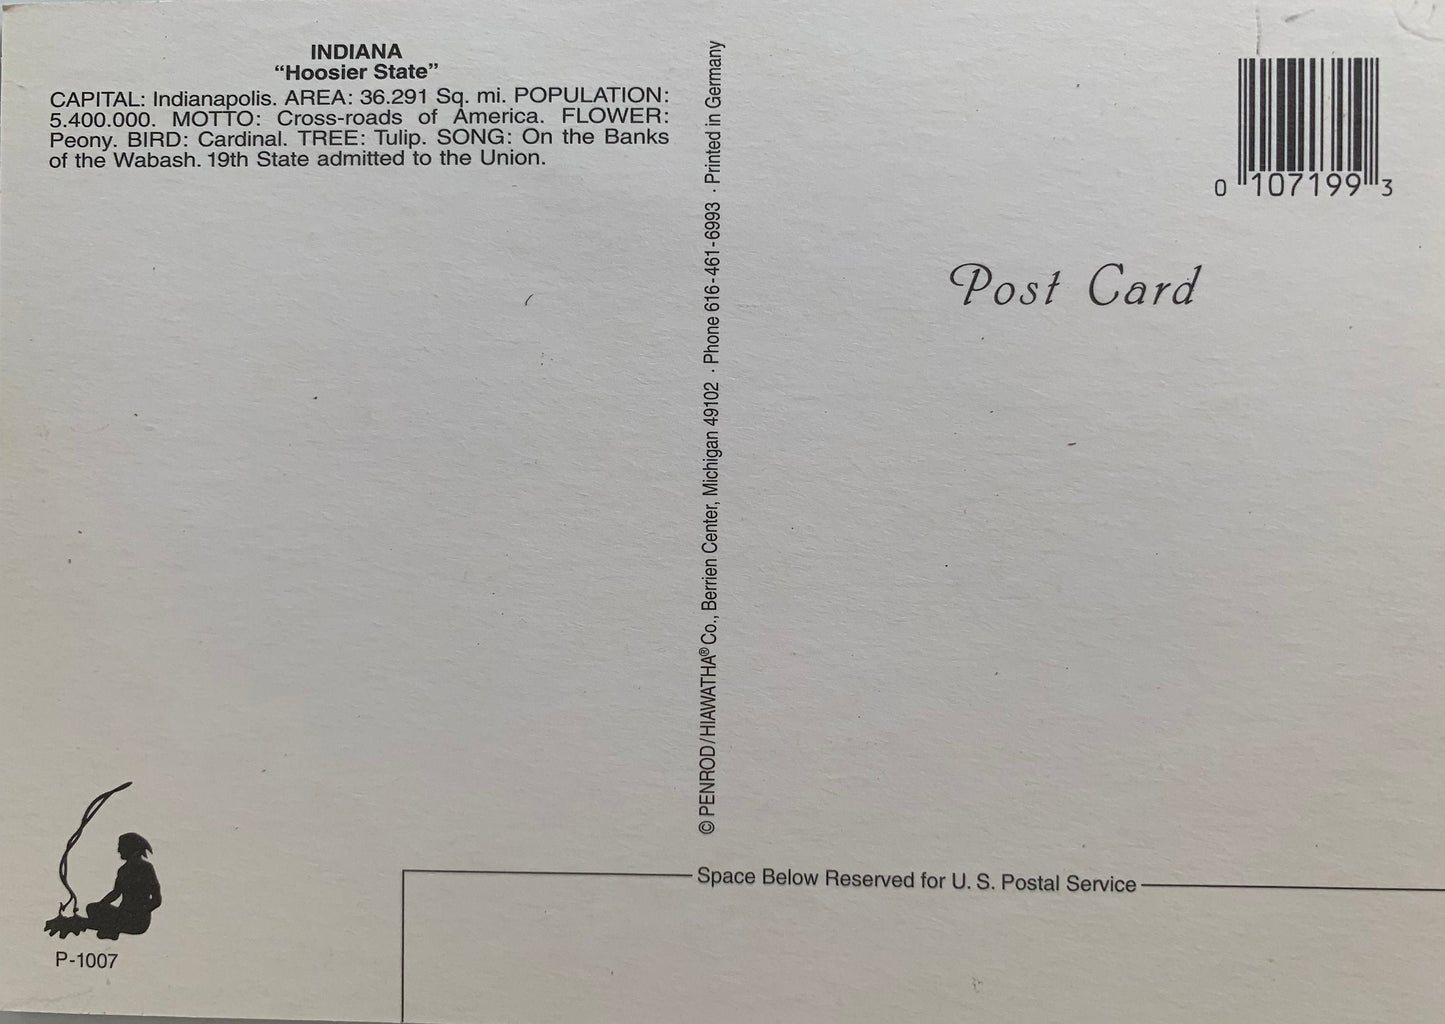 INDIANA
“Hoosier State”
CAPITAL: Indianapolis. AREA: 36.291 Sq. mi. POPULATION:
5.400.000. MOTTO: Cross-roads of America. FLOWER:
Peony. BIRD: Cardinal. TREE: Tulip. SONG: On the Banks
of the Wabash. 19th State admitted to the Union.
© PENROD/HIAWATHA® Co., Berrien Center, Michigan 49102 · Phone 616-461-6993 · Printed in Germany
0 107199 3
Post Card
Space Below Reserved for U. S. Postal Service
P-1007